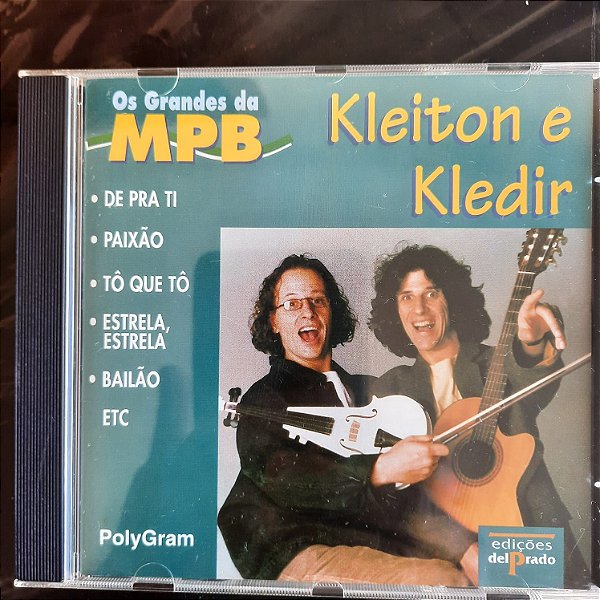 Os Grandes da
MPB
Kleiton e
Kledir
• DE PRA TI
• PAIXÃO
• TÔ QUE TÔ
• ESTRELA,
ESTRELA
• BAILÃO
ETC
PolyGram
edições
delPrado